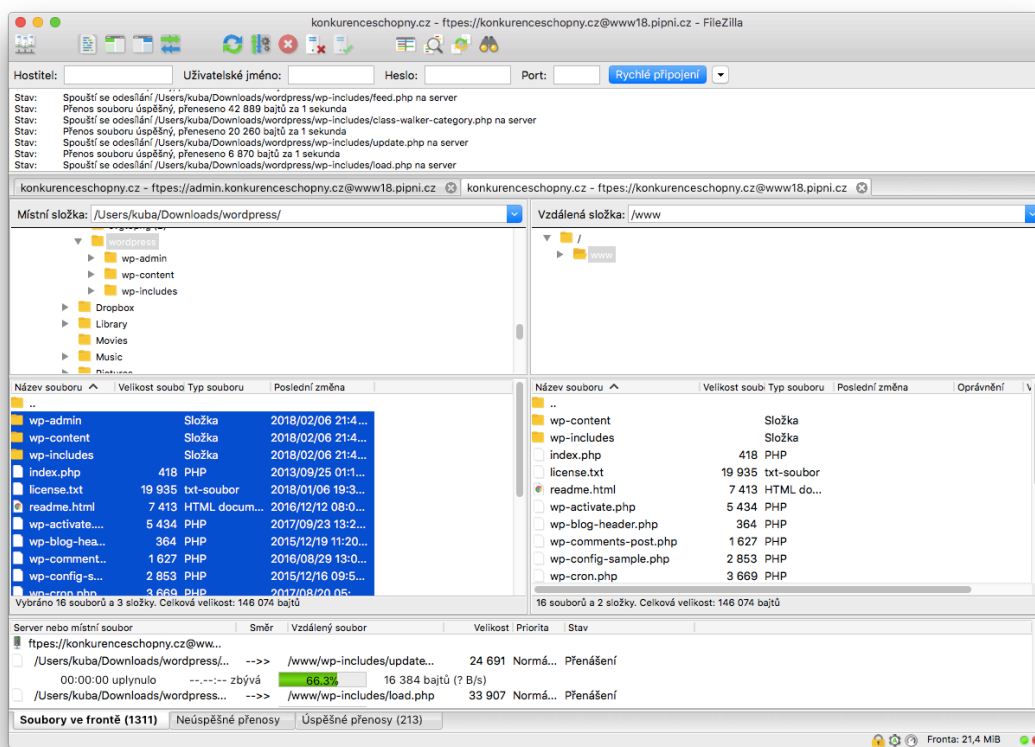 konkurenceschopny.cz - ftpes://konkurenceschopny.cz@www18.pipni.cz - FileZilla
Hostitel: Uživatelské jméno: Heslo: Port: Rychlé připojení
Stav: Spouští se odesílání /Users/kuba/Downloads/wordpress/wp-includes/feed.php na server
Stav: Přenos souboru úspěšný, přeneseno 42 889 bajtů za 1 sekunda
Stav: Spouští se odesílání /Users/kuba/Downloads/wordpress/wp-includes/class-walker-category.php na server
Stav: Přenos souboru úspěšný, přeneseno 20 260 bajtů za 1 sekunda
Stav: Spouští se odesílání /Users/kuba/Downloads/wordpress/wp-includes/update.php na server
Stav: Přenos souboru úspěšný, přeneseno 6 870 bajtů za 1 sekunda
Stav: Spouští se odesílání /Users/kuba/Downloads/wordpress/wp-includes/load.php na server
konkurenceschopny.cz - ftpes://admin.konkurenceschopny.cz@www18.pipni.cz konkurenceschopny.cz - ftpes://konkurenceschopny.cz@www18.pipni.cz
Místní složka: /Users/kuba/Downloads/wordpress/
wordpress
wp-admin
wp-content
wp-includes
Dropbox
Library
Movies
Music
Pictures
Vzdálená složka: /www
/
www
Název souboru Velikost soubo Typ souboru Poslední změna
..
wp-admin Složka 2018/02/06 21:4...
wp-content Složka 2018/02/06 21:4...
wp-includes Složka 2018/02/06 21:4...
index.php 418 PHP 2013/09/25 01:1...
license.txt 19 935 txt-soubor 2018/01/06 19:3...
readme.html 7 413 HTML docum... 2016/12/12 08:0...
wp-activate.... 5 434 PHP 2017/09/23 13:2...
wp-blog-hea... 364 PHP 2015/12/19 11:20...
wp-comment... 1 627 PHP 2016/08/29 13:0...
wp-config-s... 2 853 PHP 2015/12/16 09:5...
wp-cron.php 3 669 PHP 2017/08/20 05:...
Vybráno 16 souborů a 3 složky. Celková velikost: 146 074 bajtů
Název souboru Velikost soubo Typ souboru Poslední změna Oprávnění V
..
wp-content Složka
wp-includes Složka
index.php 418 PHP
license.txt 19 935 txt-soubor
readme.html 7 413 HTML do...
wp-activate.php 5 434 PHP
wp-blog-header.php 364 PHP
wp-comments-post.php 1 627 PHP
wp-config-sample.php 2 853 PHP
wp-cron.php 3 669 PHP
16 souborů a 2 složky. Celková velikost: 146 074 bajtů
Server nebo místní soubor Směr Vzdálený soubor Velikost Priorita Stav
ftpes://konkurenceschopny.cz@ww...
/Users/kuba/Downloads/wordpress/... -->> /www/wp-includes/update... 24 691 Normá... Přenášení
00:00:00 uplynulo --.--:-- zbývá 66.3% 16 384 bajtů (? B/s)
/Users/kuba/Downloads/wordpress... -->> /www/wp-includes/load.php 33 907 Normá... Přenášení
Soubory ve frontě (1311) Neúspěšné přenosy Úspěšné přenosy (213)
Fronta: 21,4 MiB